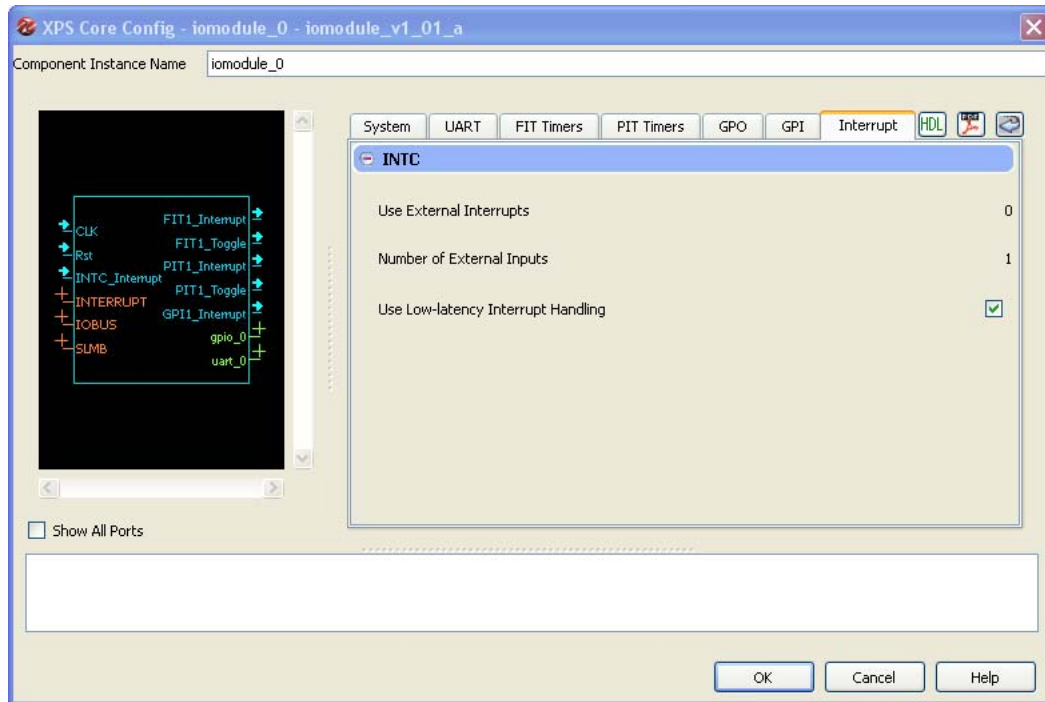 XPS Core Config - iomodule_0 - iomodule_v1_01_a
Component Instance Name iomodule_0
System UART FIT Timers PIT Timers GPO GPI Interrupt HDL
INTC
Use External Interrupts 0
Number of External Inputs 1
Use Low-latency Interrupt Handling
CLK
Rst
INTC_Interrupt
INTERRUPT
IOBUS
SLMB
FIT1_Interrupt
FIT1_Toggle
PIT1_Interrupt
PIT1_Toggle
GPI1_Interrupt
gpio_0
uart_0
Show All Ports
OK Cancel Help